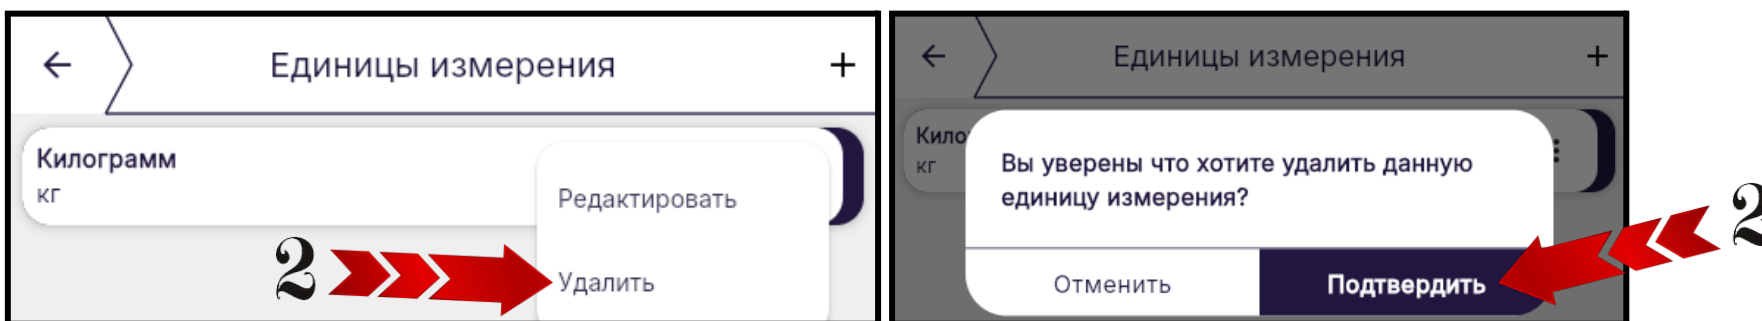 Единицы измерения
Килограмм
кг
Редактировать
2
Удалить
Единицы измерения
Кило
кг
Вы уверены что хотите удалить данную
единицу измерения?
2
Отменить
Подтвердить